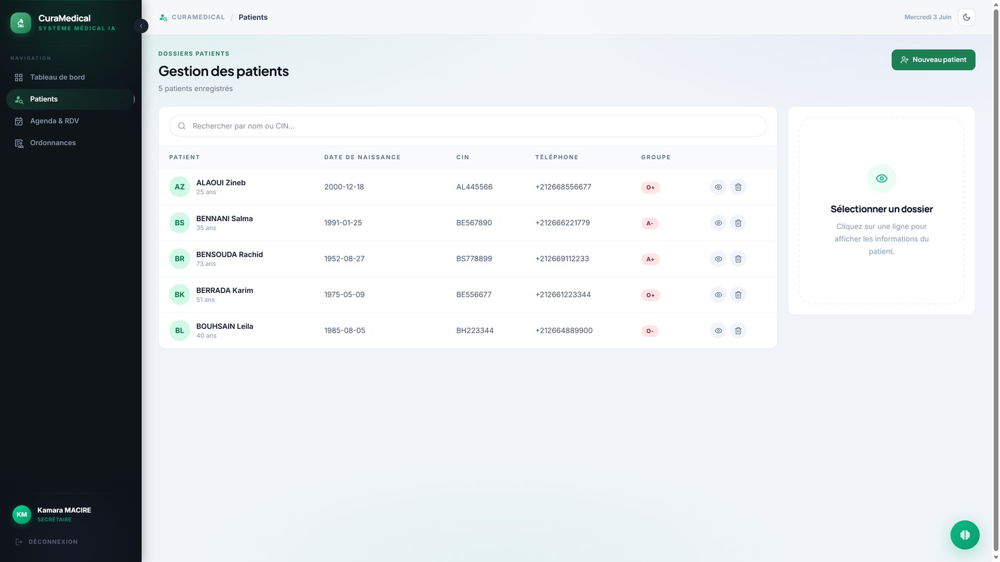 CuraMedical
SYSTÈME MÉDICAL IA
NAVIGATION
Tableau de bord
Patients
Agenda & RDV
Ordonnances
Kamara MACIRE
KM
SECRÉTAIRE
DÉCONNEXION
CURAMEDICAL / Patients
Mercredi 3 Juin
DOSSIERS PATIENTS
Gestion des patients
5 patients enregistrés
Nouveau patient
Rechercher par nom ou CIN...
PATIENT DATE DE NAISSANCE CIN TÉLÉPHONE GROUPE
AZ ALAOUI Zineb 2000-12-18 AL445566 +212668556677 O+
25 ans
BS BENNANI Salma 1991-01-25 BE567890 +212666221779 A-
35 ans
BR BENSOUDA Rachid 1952-08-27 BS778899 +212669112233 A+
73 ans
BK BERRADA Karim 1975-05-09 BE556677 +212661223344 O+
51 ans
BL BOUHSAIN Leila 1985-08-05 BH223344 +212664889900 O-
40 ans
Sélectionner un dossier
Cliquez sur une ligne pour
afficher les informations du
patient.